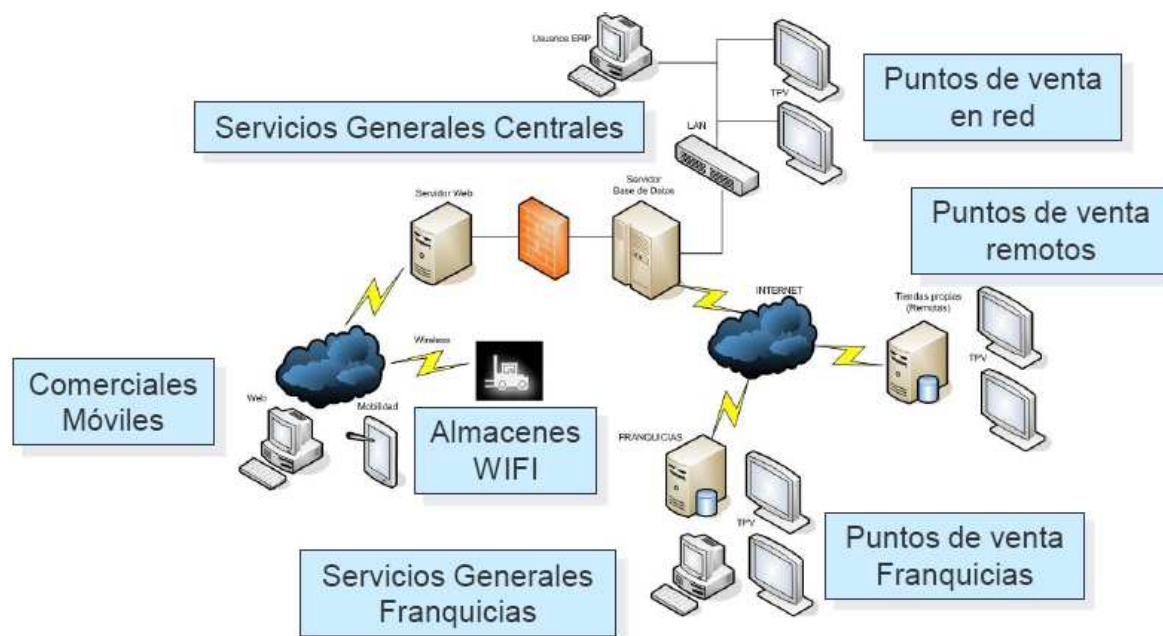 Usuarios ERP
TPV
Puntos de venta
en red
Servicios Generales Centrales
LAN
Servidor Web
Servidor
Base de Datos
Puntos de venta
remotos
INTERNET
Tiendas propias
(Remotas)
TPV
Wireless
Comerciales
Móviles
Web
Mobilidad
Almacenes
WIFI
FRANQUICIAS
TPV
Puntos de venta
Franquicias
Servicios Generales
Franquicias